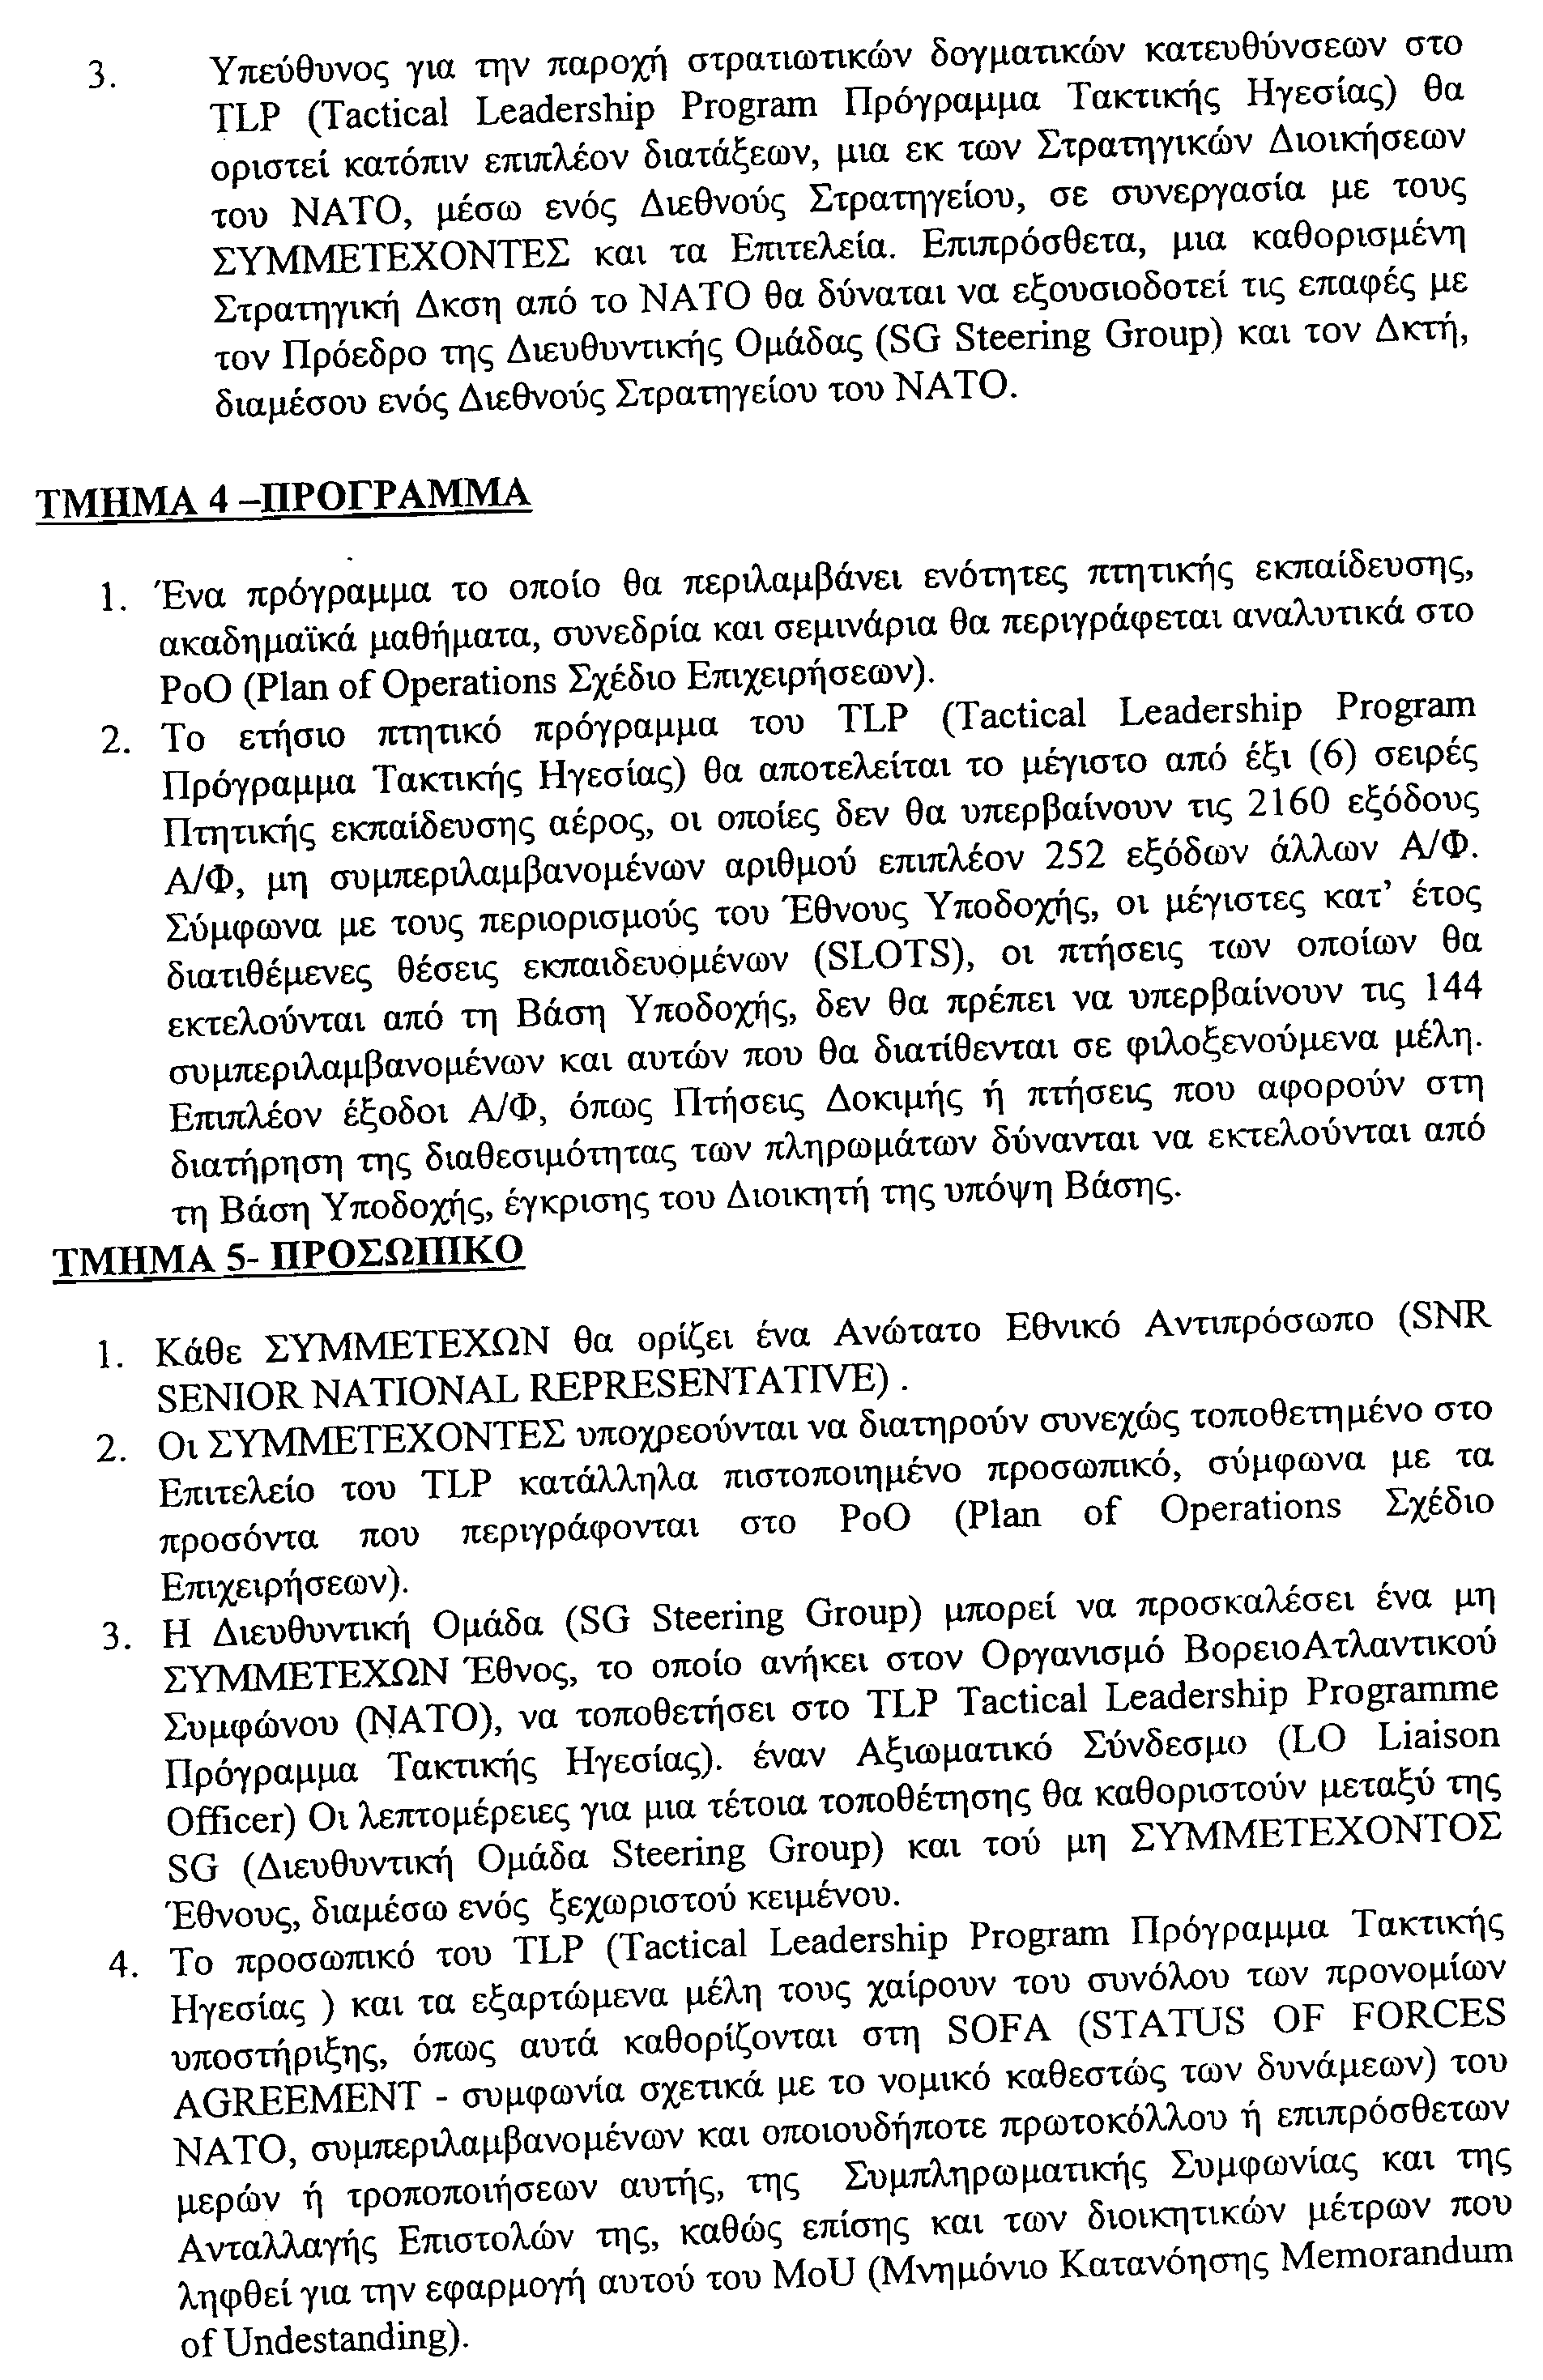 3. Υπεύθυνος για την παροχή στρατιωτικών δογματικών κατευθύνσεων στο
TLP (Tactical Leadership Program Πρόγραμμα Τακτικής Ηγεσίας) θα
οριστεί κατόπιν επιπλέον διατάξεων, μια εκ των Στρατηγικών Διοικήσεων
του ΝΑΤΟ, μέσω ενός Διεθνούς Στρατηγείου, σε συνεργασία με τους
ΣΥΜΜΕΤΕΧΟΝΤΕΣ και τα Επιτελεία. Επιπρόσθετα, μια καθορισμένη
Στρατηγική Δκση από το ΝΑΤΟ θα δύναται να εξουσιοδοτεί τις επαφές με
τον Πρόεδρο της Διευθυντικής Ομάδας (SG Steering Group) και τον Δκτή,
διαμέσου ενός Διεθνούς Στρατηγείου του ΝΑΤΟ.
ΤΜΗΜΑ 4 –ΠΡΟΓΡΑΜΜΑ
1. Ένα πρόγραμμα το οποίο θα περιλαμβάνει ενότητες πτητικής εκπαίδευσης,
ακαδημαϊκά μαθήματα, συνεδρία και σεμινάρια θα περιγράφεται αναλυτικά στο
PoO (Plan of Operations Σχέδιο Επιχειρήσεων).
2. Το ετήσιο πτητικό πρόγραμμα του TLP (Tactical Leadership Program
Πρόγραμμα Τακτικής Ηγεσίας) θα αποτελείται το μέγιστο από έξι (6) σειρές
Πτητικής εκπαίδευσης αέρος, οι οποίες δεν θα υπερβαίνουν τις 2160 εξόδους
Α/Φ, μη συμπεριλαμβανομένων αριθμού επιπλέον 252 εξόδων άλλων Α/Φ.
Σύμφωνα με τους περιορισμούς του Έθνους Υποδοχής, οι μέγιστες κατ’ έτος
διατιθέμενες θέσεις εκπαιδευομένων (SLOTS), οι πτήσεις των οποίων θα
εκτελούνται από τη Βάση Υποδοχής, δεν θα πρέπει να υπερβαίνουν τις 144
συμπεριλαμβανομένων και αυτών που θα διατίθενται σε φιλοξενούμενα μέλη.
Επιπλέον έξοδοι Α/Φ, όπως Πτήσεις Δοκιμής ή πτήσεις που αφορούν στη
διατήρηση της διαθεσιμότητας των πληρωμάτων δύνανται να εκτελούνται από
τη Βάση Υποδοχής, έγκρισης του Διοικητή της υπόψη Βάσης.
ΤΜΗΜΑ 5- ΠΡΟΣΩΠΙΚΟ
1. Κάθε ΣΥΜΜΕΤΕΧΩΝ θα ορίζει ένα Ανώτατο Εθνικό Αντιπρόσωπο (SNR
SENIOR NATIONAL REPRESENTATIVE) .
2. Οι ΣΥΜΜΕΤΕΧΟΝΤΕΣ υποχρεούνται να διατηρούν συνεχώς τοποθετημένο στο
Επιτελείο του TLP κατάλληλα πιστοποιημένο προσωπικό, σύμφωνα με τα
προσόντα που περιγράφονται στο PoO (Plan of Operations Σχέδιο
Επιχειρήσεων).
3. Η Διευθυντική Ομάδα (SG Steering Group) μπορεί να προσκαλέσει ένα μη
ΣΥΜΜΕΤΕΧΩΝ Έθνος, το οποίο ανήκει στον Οργανισμό ΒορειοΑτλαντικού
Συμφώνου (ΝΑΤΟ), να τοποθετήσει στο TLP Tactical Leadership Programme
Πρόγραμμα Τακτικής Ηγεσίας). έναν Αξιωματικό Σύνδεσμο (LO Liaison
Officer) Οι λεπτομέρειες για μια τέτοια τοποθέτησης θα καθοριστούν μεταξύ της
SG (Διευθυντική Ομάδα Steering Group) και τού μη ΣΥΜΜΕΤΕΧΟΝΤΟΣ
Έθνους, διαμέσω ενός ξεχωριστού κειμένου.
4. Το προσωπικό του TLP (Tactical Leadership Program Πρόγραμμα Τακτικής
Ηγεσίας ) και τα εξαρτώμενα μέλη τους χαίρουν του συνόλου των προνομίων
υποστήριξης, όπως αυτά καθορίζονται στη SOFA (STATUS OF FORCES
AGREEMENT - συμφωνία σχετικά με το νομικό καθεστώς των δυνάμεων) του
ΝΑΤΟ, συμπεριλαμβανομένων και οποιουδήποτε πρωτοκόλλου ή επιπρόσθετων
μερών ή τροποποιήσεων αυτής, της Συμπληρωματικής Συμφωνίας και της
Ανταλλαγής Επιστολών της, καθώς επίσης και των διοικητικών μέτρων που
ληφθεί για την εφαρμογή αυτού του MoU (Μνημόνιο Κατανόησης Memorandum
of Undestanding).